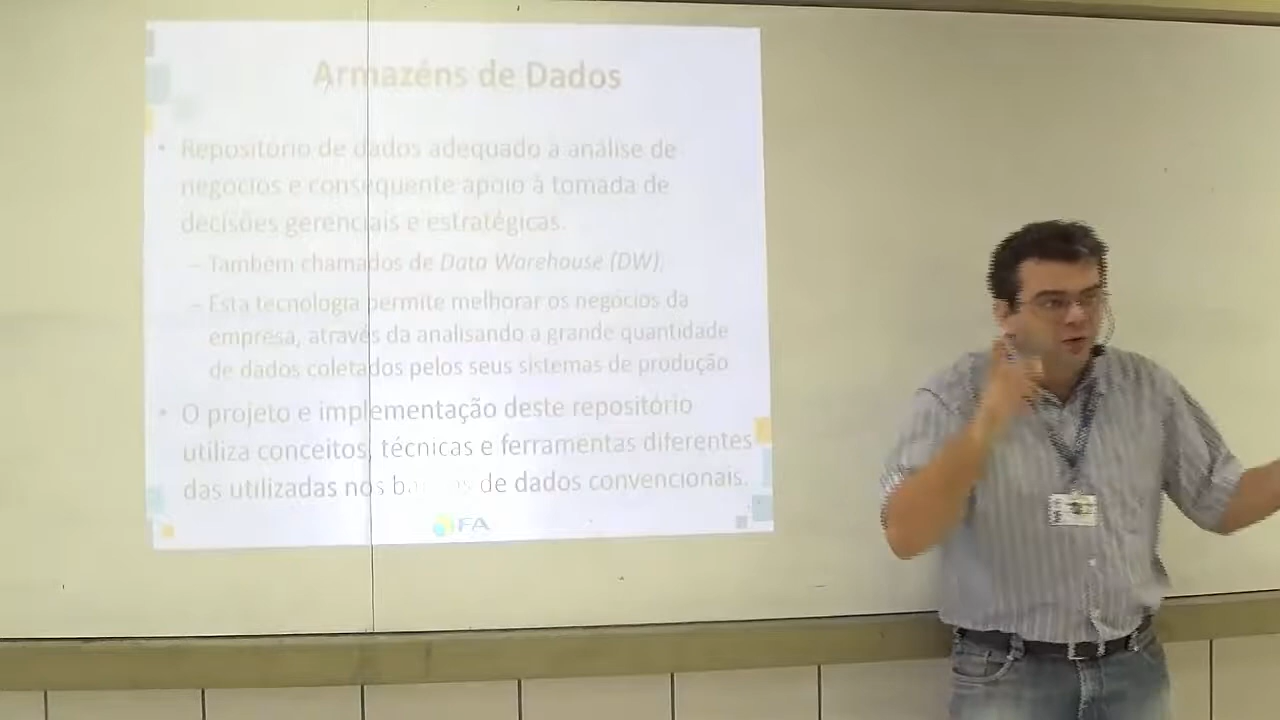 Armazéns de Dados
• Repositório de dados adequado à análise de
negócios e consequente apoio à tomada de
decisões gerenciais e estratégicas.
– Também chamados de Data Warehouse (DW).
– Esta tecnologia permite melhorar os negócios da
empresa, através da analisando a grande quantidade
de dados coletados pelos seus sistemas de produção
• O projeto e implementação deste repositório
utiliza conceitos, técnicas e ferramentas diferentes
das utilizadas nos de dados convencionais.
FA